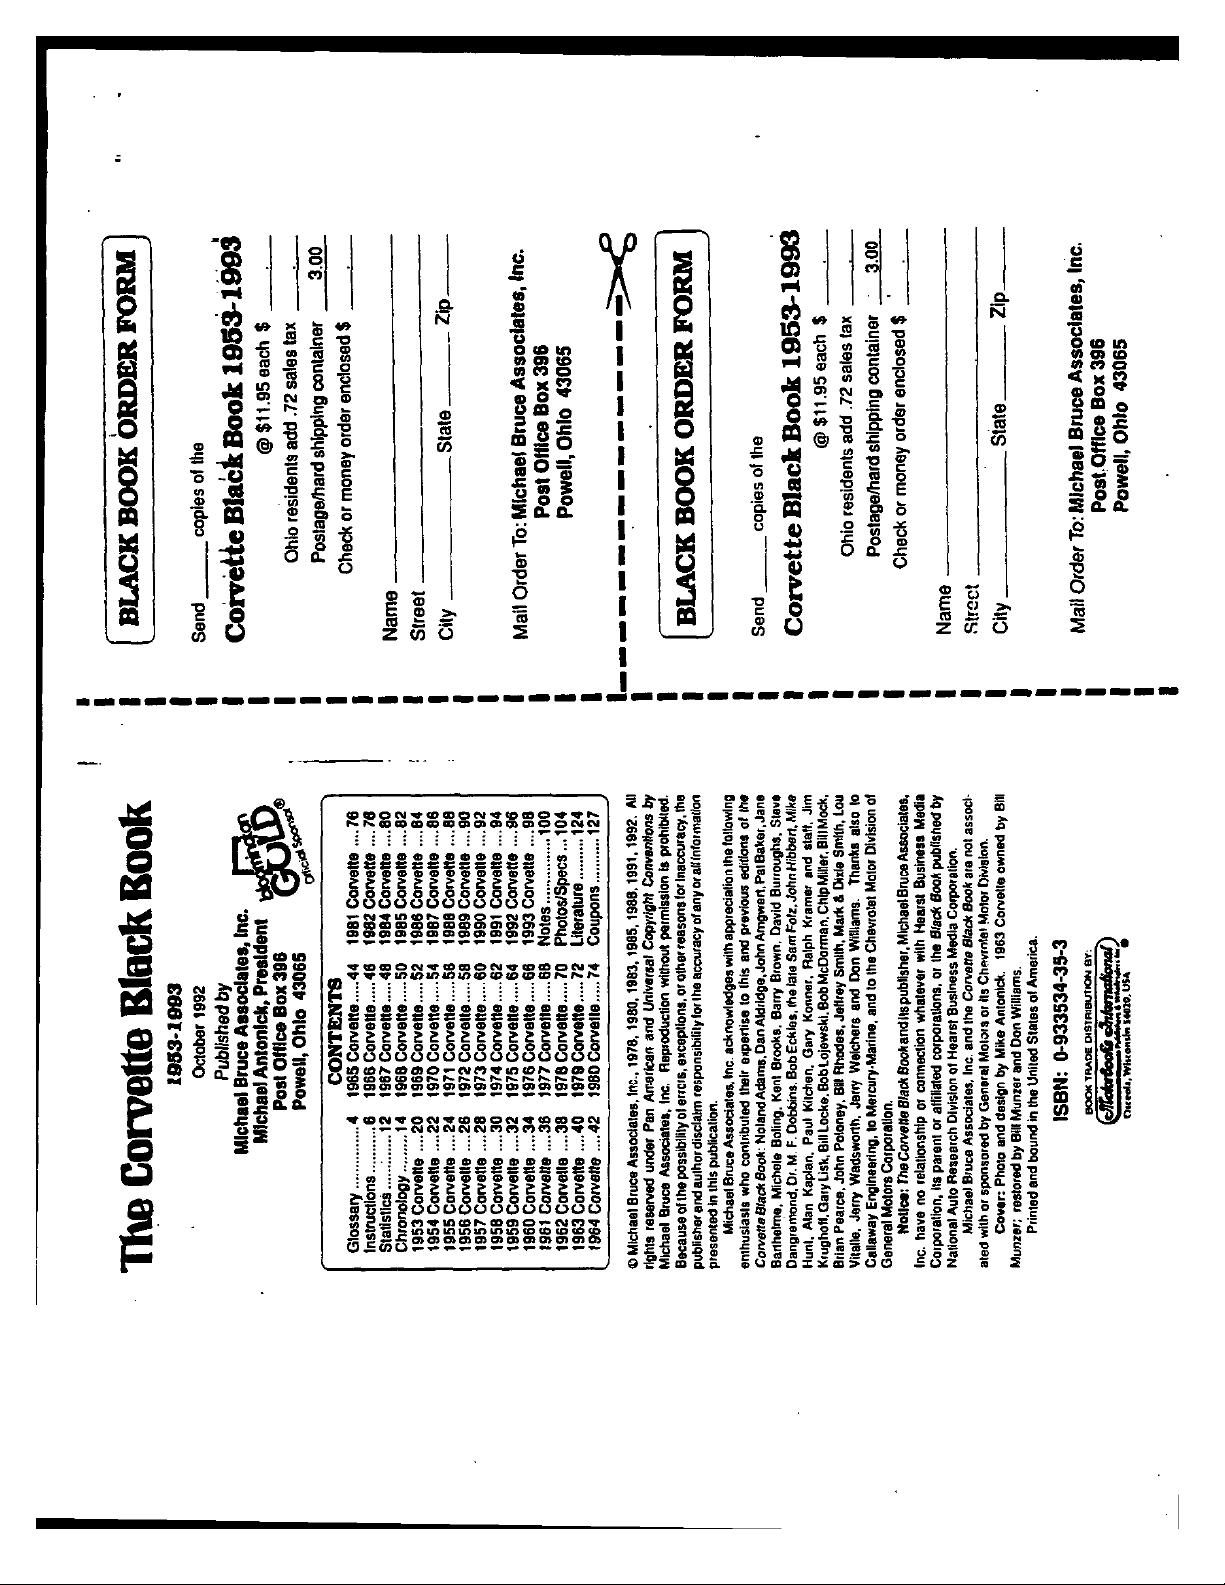 The Corvette Black Book
1953-1993
October 1992
Published by
Michael Bruce Associates, Inc.
Michael Antonick, President
Post Office Box 396
Powell, Ohio 43065
bloomington
GOLD®
Official Sponsor
CONTENTS
Glossary..............4
Instructions..........6
Statistics............12
Chronology........14
1953 Corvette ...20
1954 Corvette ...22
1955 Corvette ...24
1956 Corvette ...26
1957 Corvette ...28
1958 Corvette ...30
1959 Corvette ...32
1960 Corvette ...34
1961 Corvette ...36
1962 Corvette ...38
1963 Corvette ...40
1964 Corvette ...42
1965 Corvette ....44
1966 Corvette ....46
1967 Corvette ....48
1968 Corvette ....50
1969 Corvette ....52
1970 Corvette ....54
1971 Corvette ....56
1972 Corvette ....58
1973 Corvette ....60
1974 Corvette ....62
1975 Corvette ....64
1976 Corvette ....66
1977 Corvette ....68
1978 Corvette ....70
1979 Corvette ....72
1980 Corvette ....74
1981 Corvette ...76
1982 Corvette ...78
1984 Corvette ...80
1985 Corvette ...82
1986 Corvette ...84
1987 Corvette ...86
1988 Corvette ...88
1989 Corvette ...90
1990 Corvette ...92
1991 Corvette ...94
1992 Corvette ...96
1993 Corvette ...98
Notes...............100
Photos/Specs ...104
Literature ..........124
Coupons ...........127
© Michael Bruce Associates, Inc., 1978, 1980, 1983, 1985, 1988, 1991, 1992. All
rights reserved under Pan American and Universal Copyright Conventions by
Michael Bruce Associates, Inc. Reproduction without permission is prohibited.
Because of the possibility of errors, exceptions, or other reasons for inaccuracy, the
publisher and author disclaim responsibility for the accuracy of any or all information
presented in this publication.
Michael Bruce Associates, Inc. acknowledges with appreciation the following
enthusiasts who contributed their expertise to this and previous editions of the
Corvette Black Book: Noland Adams, Dan Aldridge, John Amgwert, Pat Baker, Jane
Barthelme, Michele Boling, Kent Brooks, Barry Brown, David Burroughs, Steve
Dangremond, Dr. M. F. Dobbins, Bob Eckles, the late Sam Folz, John Hibbert, Mike
Hunt, Alan Kaplan, Paul Kitchen, Gary Konner, Ralph Kramer and staff, Jim
Krughoff, Gary Lisk, Bill Locke, Bob Lojewski, Bob McDorman, Chip Miller, Bill Mock,
Brian Pearce, John Poloney, Bill Rhodes, Jeffrey Smith, Mark & Dixie Smith, Lou
Vitalle, Jerry Wadsworth, Jerry Weichers and Don Williams. Thanks also to
Callaway Engineering, to Mercury-Marine, and to the Chevrolet Motor Division of
General Motors Corporation.
Notice: The Corvette Black Book and its publisher, Michael Bruce Associates,
Inc. have no relationship or connection whatever with Hearst Business Media
Corporation, its parent or affiliated corporations, or the Black Book published by
National Auto Research Division of Hearst Business Media Corporation.
Michael Bruce Associates, Inc. and the Corvette Black Book are not associ-
ated with or sponsored by General Motors or its Chevrolet Motor Division.
Cover: Photo and design by Mike Antonick. 1963 Corvette owned by Bill
Munzer; restored by Bill Munzer and Don Williams.
Printed and bound in the United States of America.
ISBN: 0-933534-35-3
BOOK TRADE DISTRIBUTION BY:
Motorbooks International
Publishers & Wholesalers Inc.
Osceola, Wisconsin 54020, USA
BLACK BOOK ORDER FORM
Send ____ copies of the
Corvette Black Book 1953-1993
@ $11.95 each $ ____
Ohio residents add .72 sales tax ____
Postage/hard shipping container 3.00
Check or money order enclosed $ ____
Name ____
Street ____
City ____ State ____ Zip ____
Mail Order To: Michael Bruce Associates, Inc.
Post Office Box 396
Powell, Ohio 43065
BLACK BOOK ORDER FORM
Send ____ copies of the
Corvette Black Book 1953-1993
@ $11.95 each $ ____
Ohio residents add .72 sales tax ____
Postage/hard shipping container 3.00
Check or money order enclosed $ ____
Name ____
Street ____
City ____ State ____ Zip ____
Mail Order To: Michael Bruce Associates, Inc.
Post Office Box 396
Powell, Ohio 43065